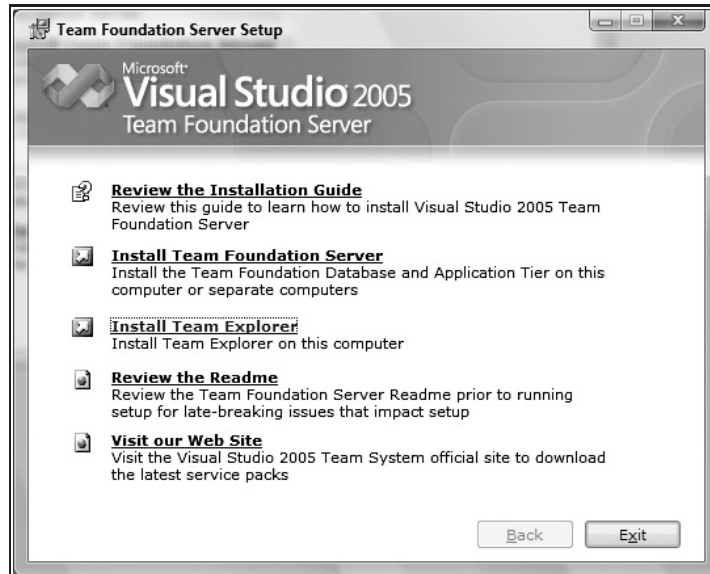 Team Foundation Server Setup
Microsoft
Visual Studio 2005
Team Foundation Server
Review the Installation Guide
Review this guide to learn how to install Visual Studio 2005 Team
Foundation Server
Install Team Foundation Server
Install the Team Foundation Database and Application Tier on this
computer or separate computers
Install Team Explorer
Install Team Explorer on this computer
Review the Readme
Review the Team Foundation Server Readme prior to running
setup for late-breaking issues that impact setup
Visit our Web Site
Visit the Visual Studio 2005 Team System official site to download
the latest service packs
Back
Exit